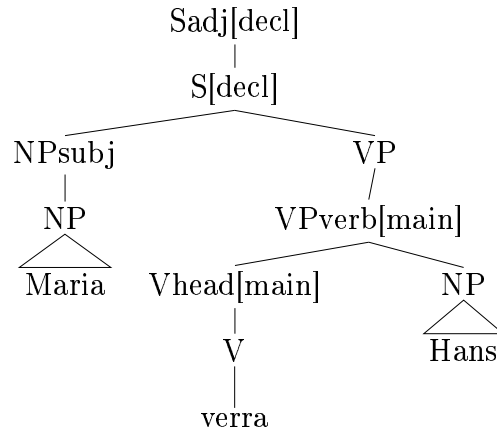 Sadj[decl]
S[decl]
NPsubj VP
NP VPverb[main]
Maria Vhead[main] NP
V Hans
verra